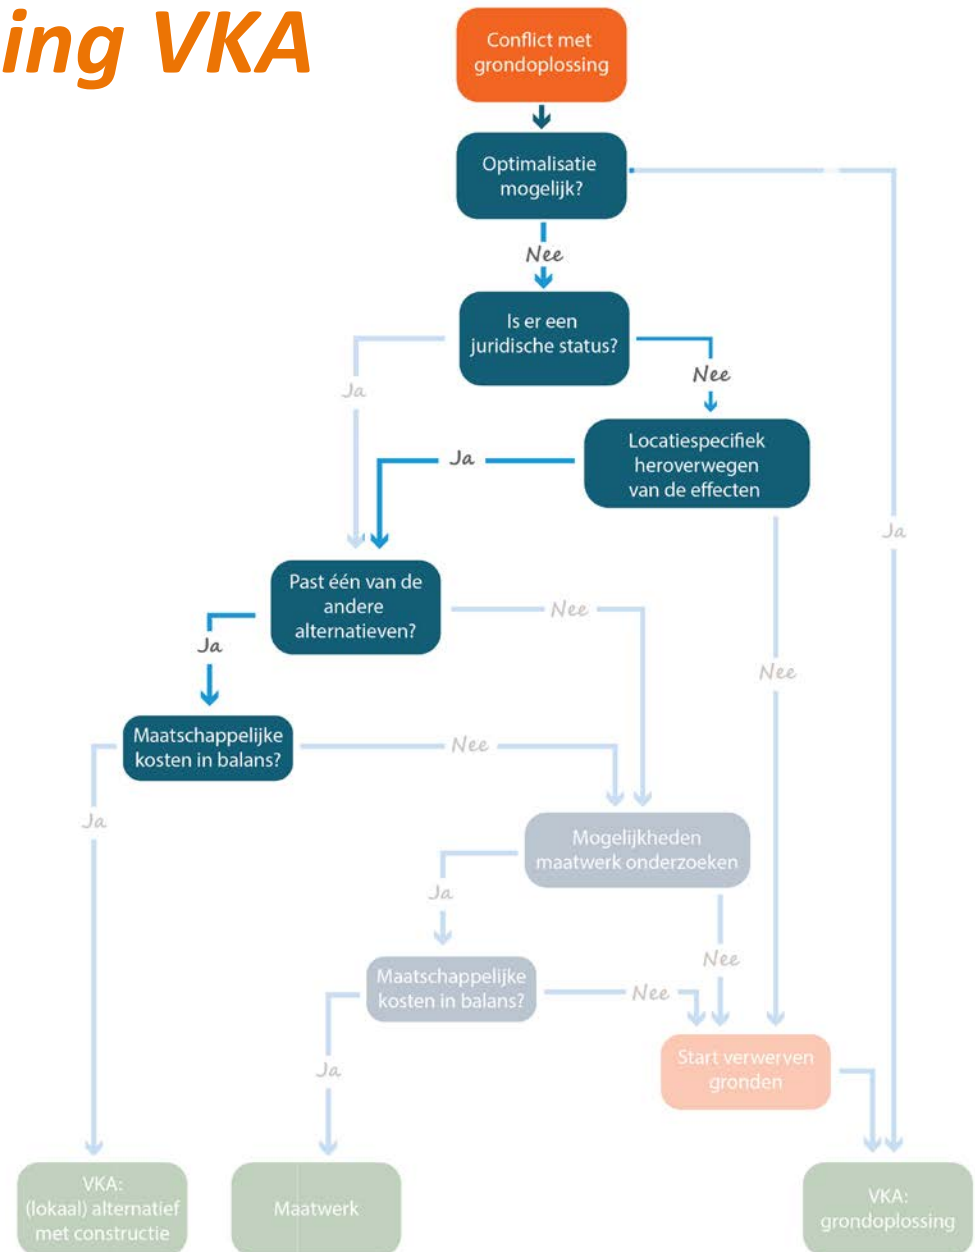 ing VKA
Conflict met
grondoplossing
Optimalisatie
mogelijk?
Nee
Is er een
juridische status?
Ja
Nee
Locatiespecifiek
heroverwegen
van de effecten
Ja
Ja
Past één van de
andere
alternatieven?
Nee
Ja
Nee
Maatschappelijke
kosten in balans?
Nee
Ja
Mogelijkheden
maatwerk onderzoeken
Ja
Nee
Maatschappelijke
kosten in balans?
Nee
Ja
Start verwerven
gronden
VKA:
(lokaal) alternatief
met constructie
Maatwerk
VKA:
grondoplossing